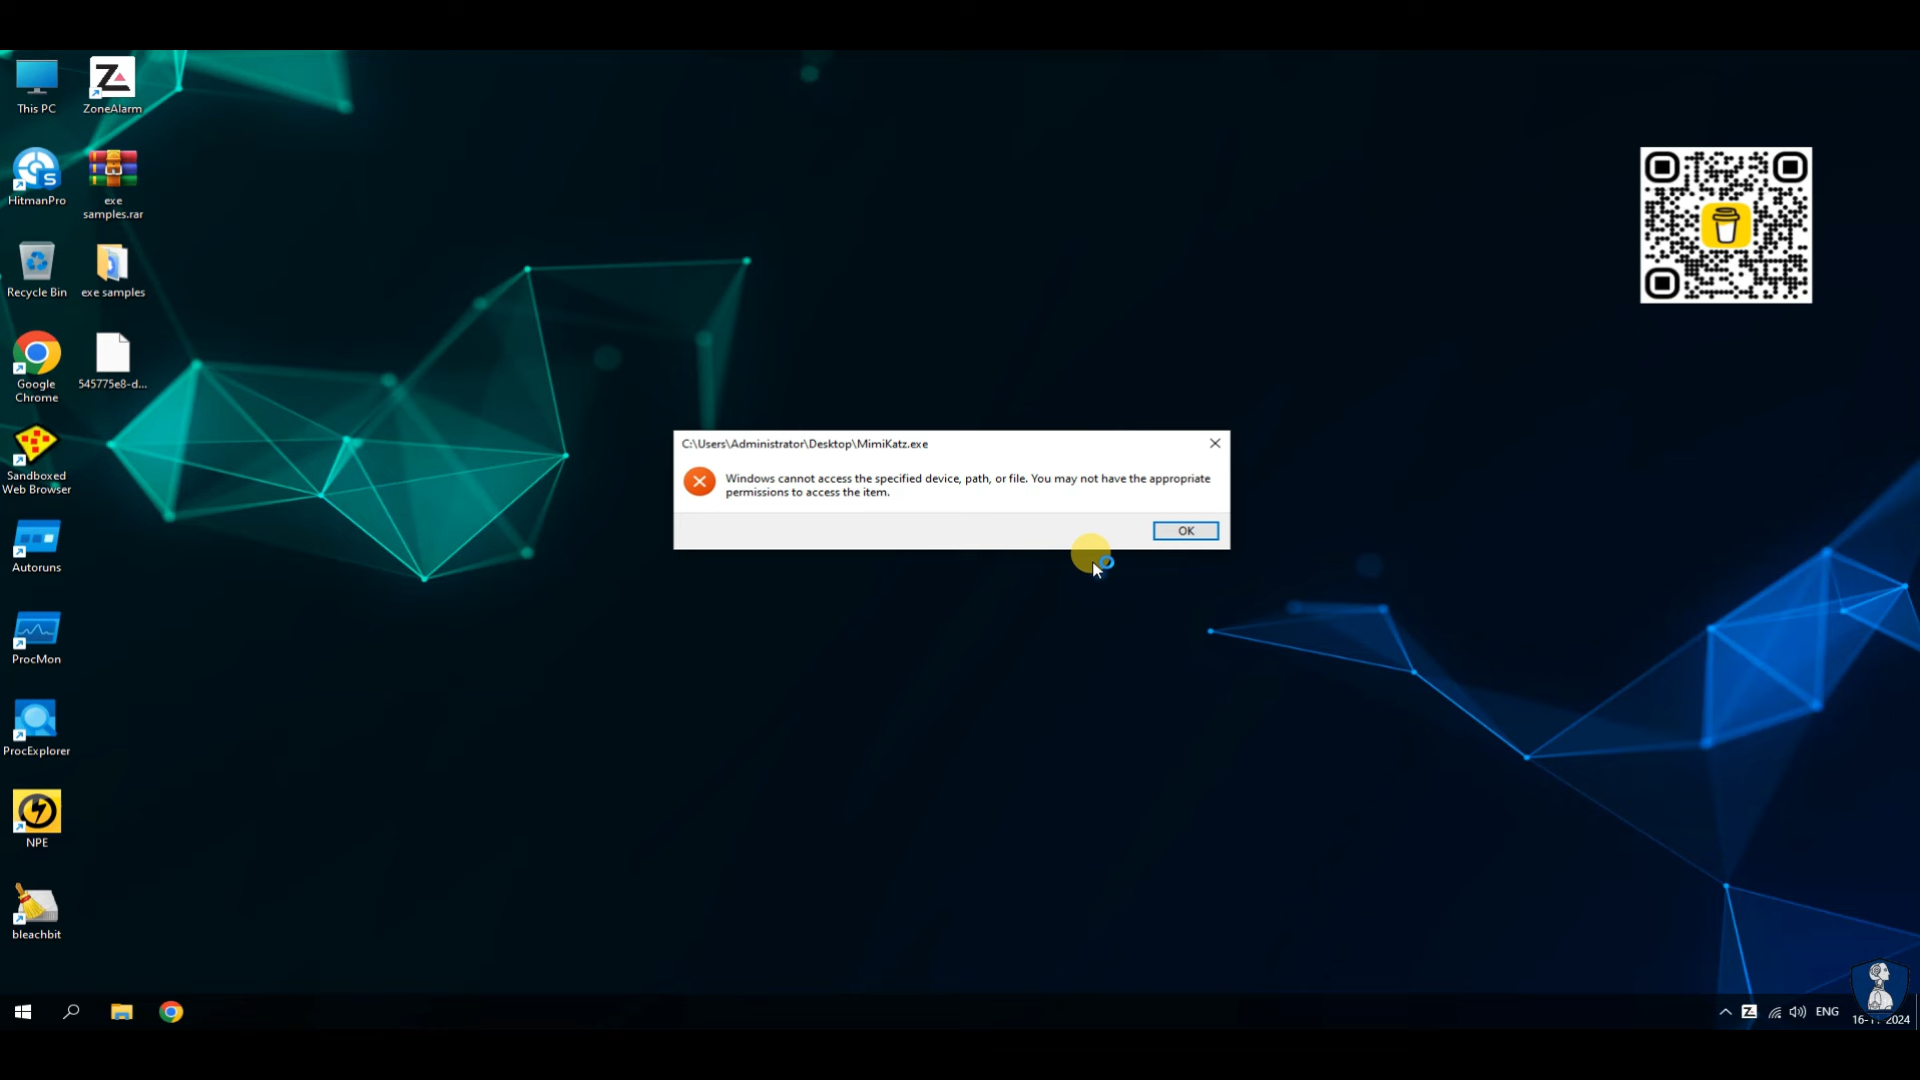 This PC
ZoneAlarm
HitmanPro
exe
samples.rar
Recycle Bin
exe samples
Google
Chrome
545775e8-d...
Sandboxed
Web Browser
Autoruns
ProcMon
ProcExplorer
NPE
bleachbit
C:\Users\Administrator\Desktop\MimiKatz.exe
Windows cannot access the specified device, path, or file. You may not have the appropriate
permissions to access the item.
OK
ENG